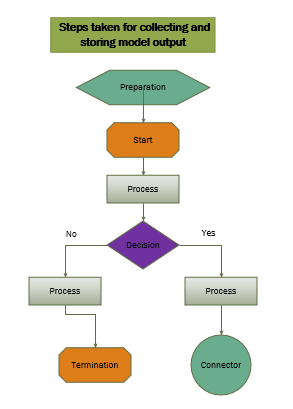 Steps taken for collecting and
storing model output
Preparation
Start
Process
Decision
No
Yes
Process
Process
Termination
Connector